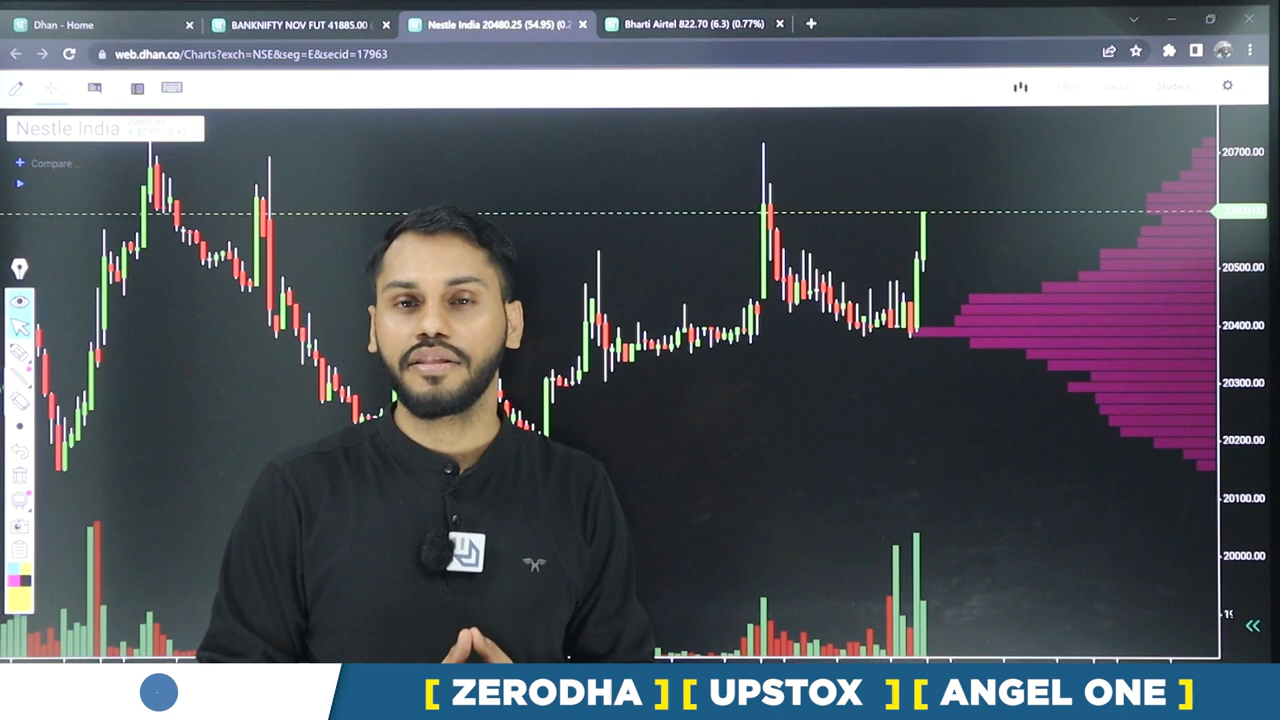 Dhan - Home
BANKNIFTY NOV FUT 41885.00
Nestle India 20480.25 (54.95) (0.2
Bharti Airtel 822.70 (6.3) (0.77%)
web.dhan.co/Charts?exch=NSE&seg=E&secid=17963
Views
Studies
Nestle India
Compare ...
20700.00
20500.00
20400.00
20300.00
20200.00
20100.00
20000.00
[ ZERODHA ] [ UPSTOX ] [ ANGEL ONE ]